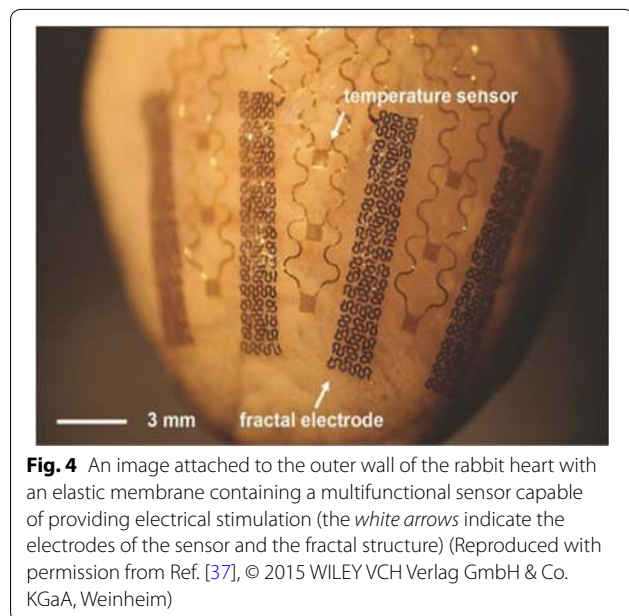 temperature sensor
3 mm
fractal electrode
Fig. 4 An image attached to the outer wall of the rabbit heart with
an elastic membrane containing a multifunctional sensor capable
of providing electrical stimulation (the white arrows indicate the
electrodes of the sensor and the fractal structure) (Reproduced with
permission from Ref. [37], © 2015 WILEY VCH Verlag GmbH & Co.
KGaA, Weinheim)